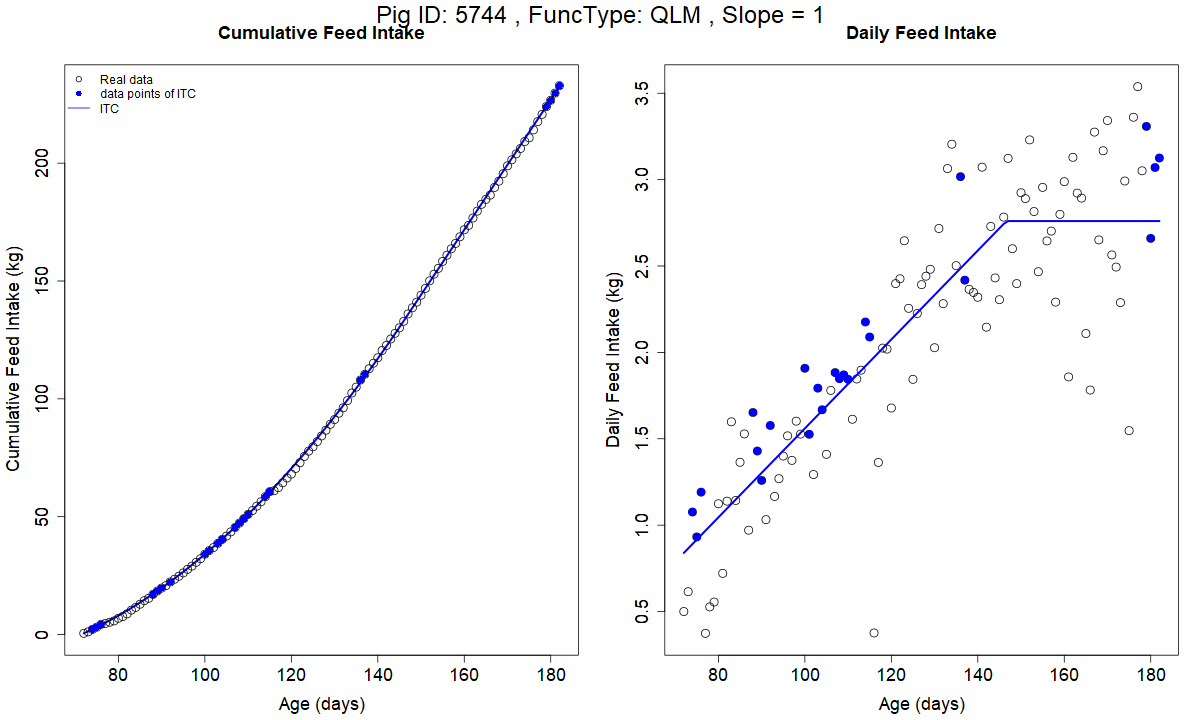 Pig ID: 5744 , FuncType: QLM , Slope = 1
Cumulative Feed Intake
Real data
data points of ITC
ITC
Cumulative Feed Intake (kg)
0
50
100
150
200
80
100
120
140
160
180
Age (days)
Daily Feed Intake
Daily Feed Intake (kg)
0.5
1.0
1.5
2.0
2.5
3.0
3.5
80
100
120
140
160
180
Age (days)